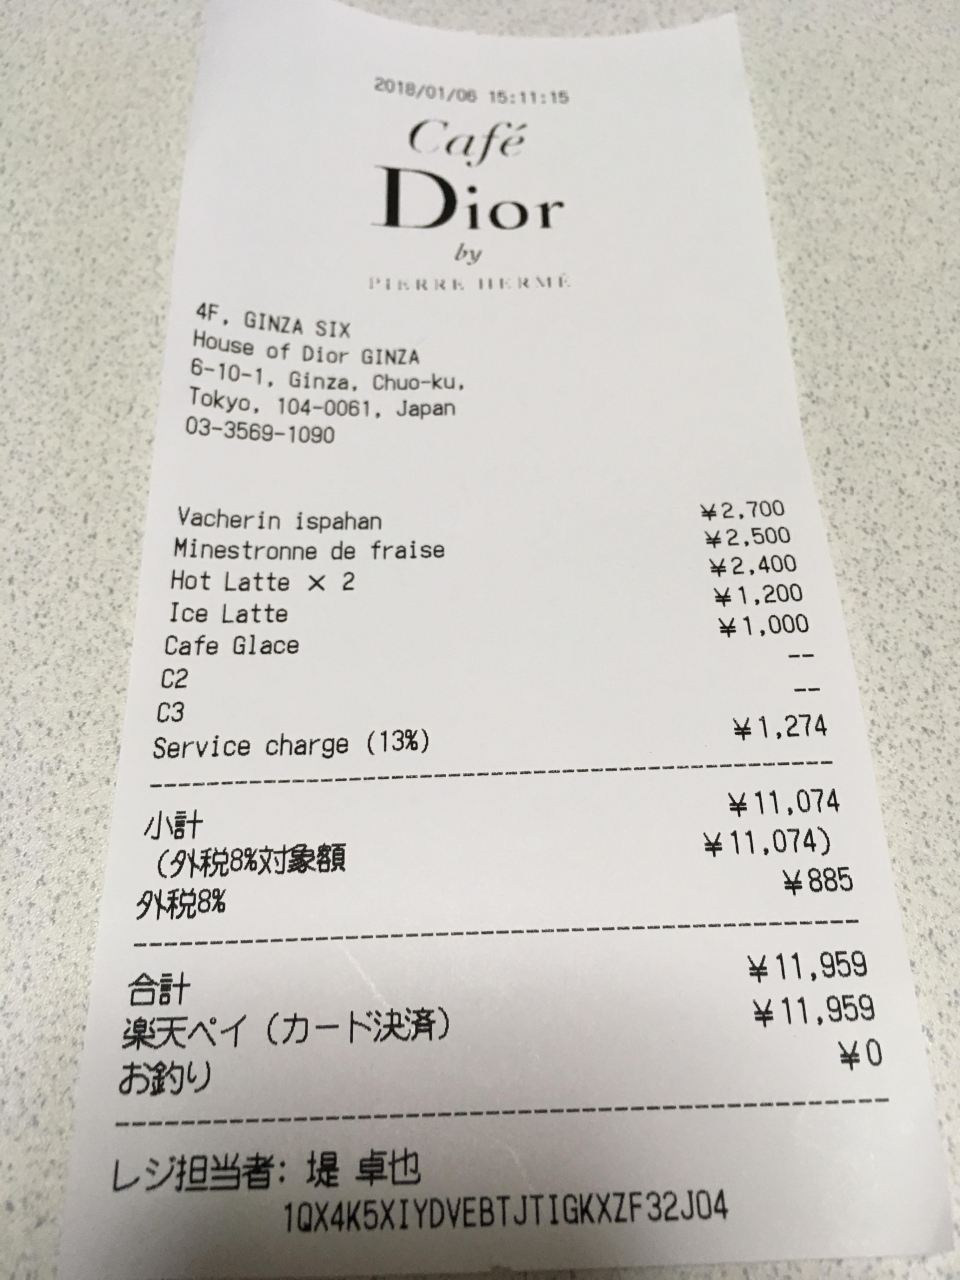 2018/01/06 15:11:15
Café
Dior
by
PIERRE HERMÉ
4F, GINZA SIX
House of Dior GINZA
6-10-1, Ginza, Chuo-ku,
Tokyo, 104-0061, Japan
03-3569-1090
Vacherin ispahan ¥2,700
Minestronne de fraise ¥2,500
Hot Latte × 2 ¥2,400
Ice Latte ¥1,200
Cafe Glace ¥1,000
C2 --
C3 --
Service charge (13%) ¥1,274
小計 ¥11,074
(外税8%対象額 ¥11,074)
外税8% ¥885
合計 ¥11,959
楽天ペイ(カード決済) ¥11,959
お釣り ¥0
レジ担当者: 堤 卓也
1QX4K5XIYDVEBTJTIGKXZF32J04